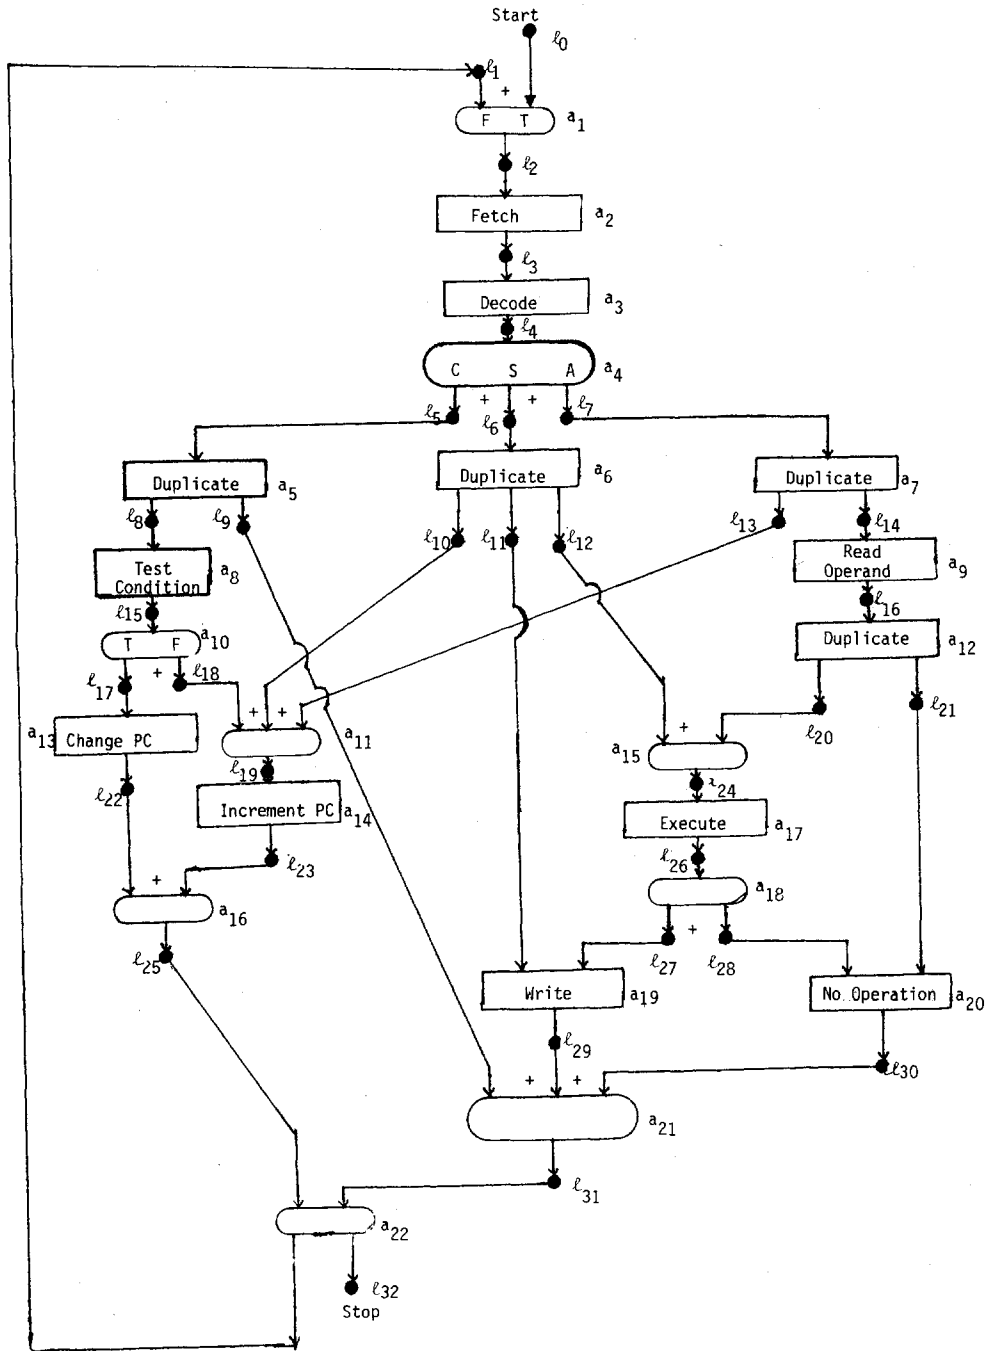 Start
ℓ0
ℓ1
+
F T a1
ℓ2
Fetch a2
ℓ3
Decode a3
ℓ4
C S A a4
+ +
ℓ5 ℓ6 ℓ7
Duplicate a5
Duplicate a6
Duplicate a7
ℓ8 ℓ9
ℓ10 ℓ11 ℓ12
ℓ13 ℓ14
Test
Condition a8
Read
Operand a9
ℓ15
ℓ16
T F a10
Duplicate a12
+
ℓ17 ℓ18
ℓ20 ℓ21
+ +
+
a13 Change PC
a11
a15
ℓ19
ℓ24
ℓ22
Increment PC a14
Execute a17
ℓ23
ℓ26
+
a18
a16
+
ℓ25
ℓ27 ℓ28
Write a19
No Operation a20
ℓ29
ℓ30
+ +
a21
ℓ31
a22
ℓ32
Stop